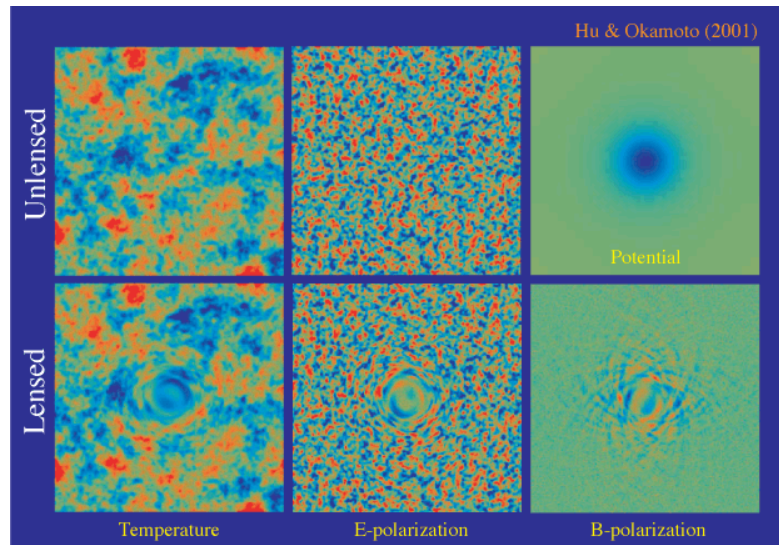 Hu & Okamoto (2001)
Unlensed
Potential
Lensed
Temperature
E-polarization
B-polarization